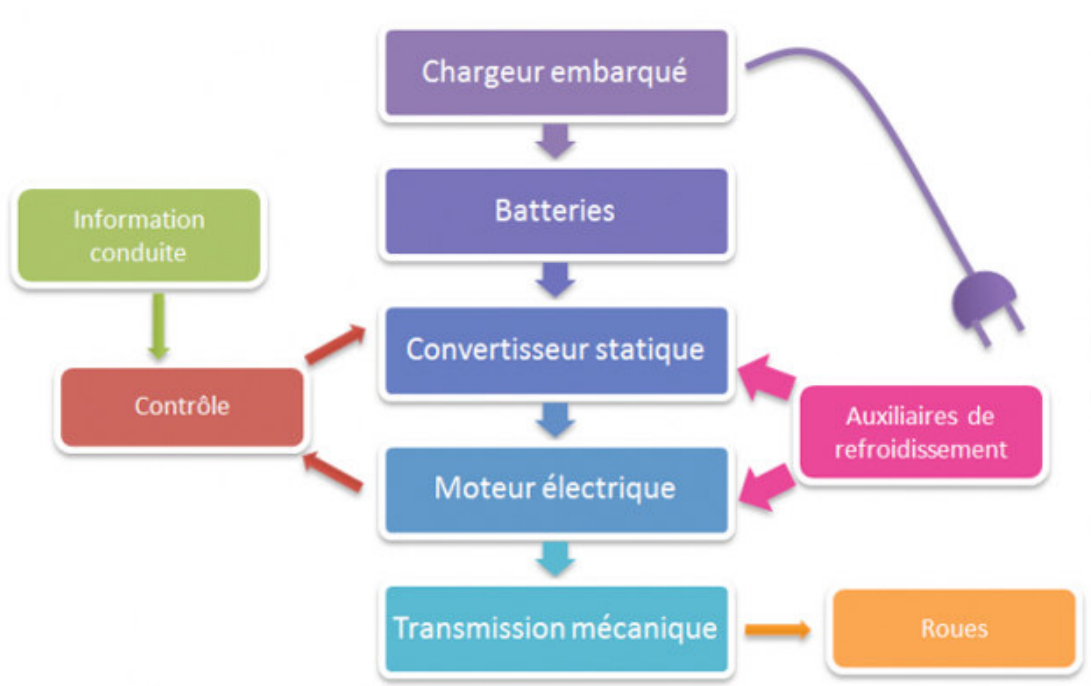 Chargeur embarqué
Batteries
Information
conduite
Convertisseur statique
Contrôle
Auxiliaires de
refroidissement
Moteur électrique
Transmission mécanique
Roues